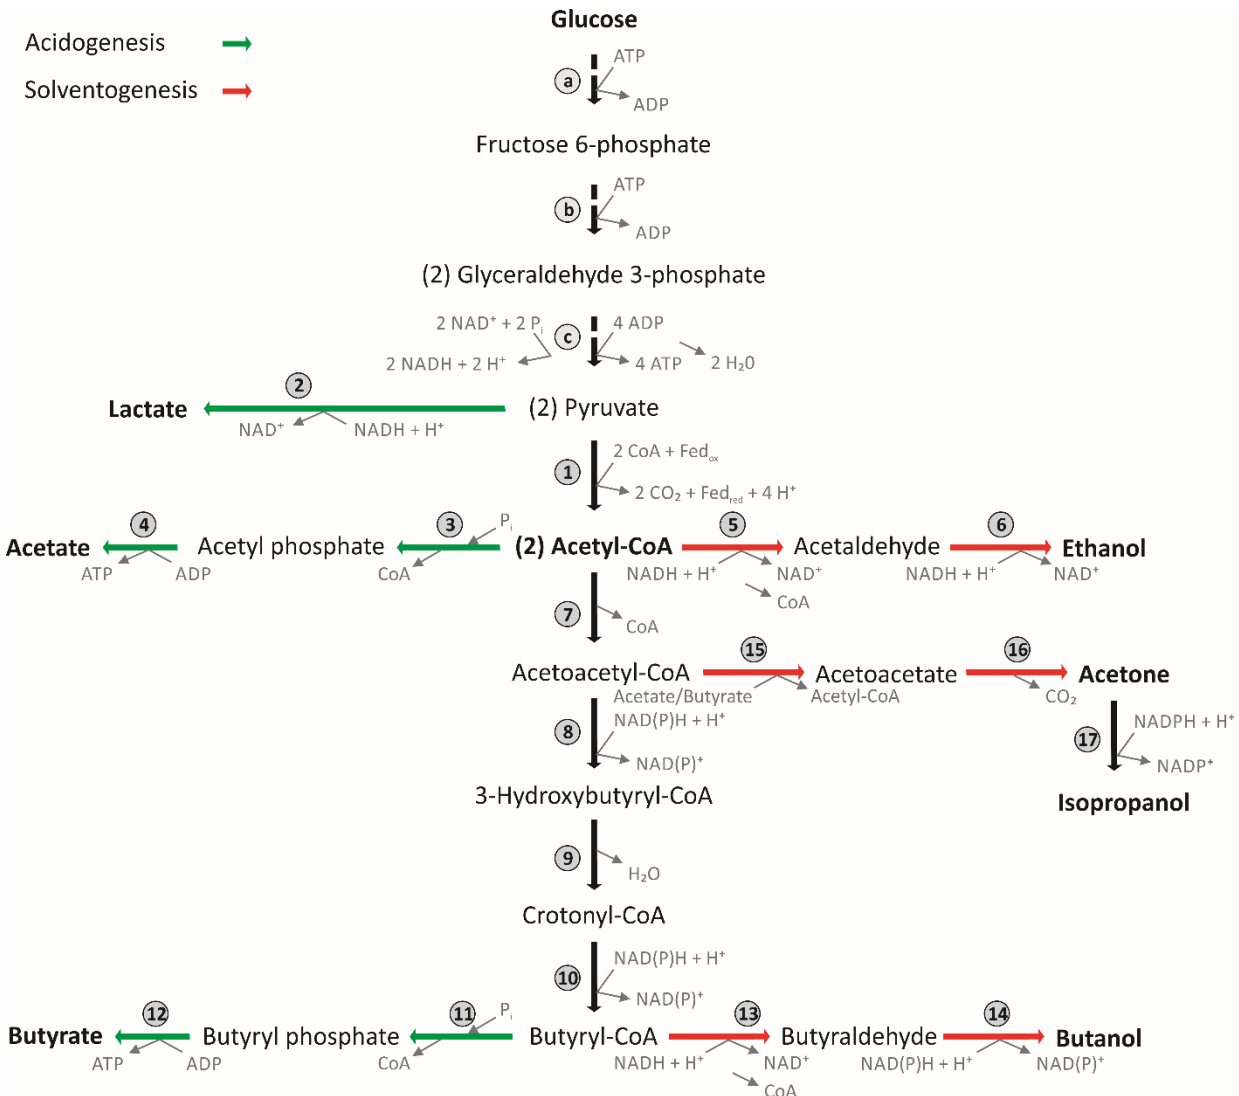 Glucose
Acidogenesis
Solventogenesis
ATP
a
ADP
Fructose 6-phosphate
ATP
b
ADP
(2) Glyceraldehyde 3-phosphate
2 NAD⁺ + 2 Pᵢ
c
4 ADP
2 NADH + 2 H⁺
4 ATP
2 H₂O
2
Lactate
(2) Pyruvate
NAD⁺
NADH + H⁺
1
2 CoA + Fedₒₓ
2 CO₂ + Fed_red + 4 H⁺
4
3
Pᵢ
5
6
Acetate
Acetyl phosphate
(2) Acetyl-CoA
Acetaldehyde
Ethanol
ATP
ADP
CoA
NADH + H⁺
NAD⁺
CoA
NADH + H⁺
NAD⁺
7
CoA
15
16
Acetoacetyl-CoA
Acetoacetate
Acetone
Acetate/Butyrate
Acetyl-CoA
CO₂
8
NAD(P)H + H⁺
NAD(P)⁺
17
NADPH + H⁺
NADP⁺
3-Hydroxybutyryl-CoA
Isopropanol
9
H₂O
Crotonyl-CoA
10
NAD(P)H + H⁺
NAD(P)⁺
12
11
Pᵢ
13
14
Butyrate
Butyryl phosphate
Butyryl-CoA
Butyraldehyde
Butanol
ATP
ADP
CoA
NADH + H⁺
NAD⁺
CoA
NAD(P)H + H⁺
NAD(P)⁺